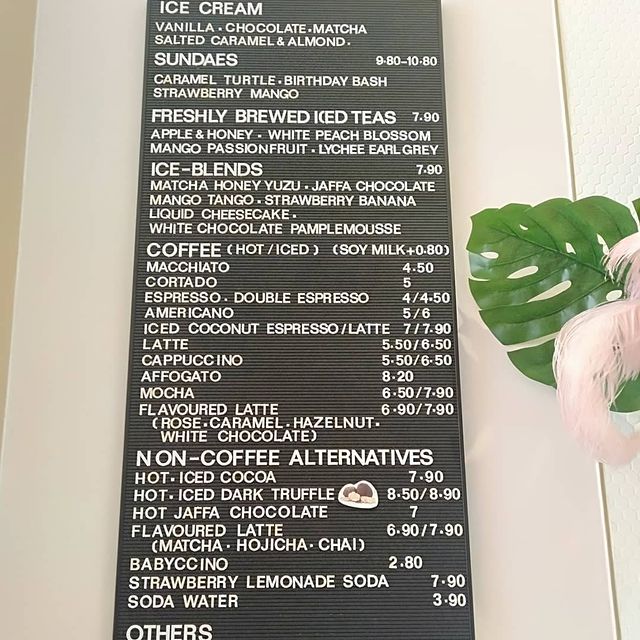 ICE CREAM
VANILLA · CHOCOLATE · MATCHA
SALTED CARAMEL & ALMOND ·
SUNDAES 9·80-10·80
CARAMEL TURTLE · BIRTHDAY BASH
STRAWBERRY MANGO
FRESHLY BREWED ICED TEAS 7·90
APPLE & HONEY · WHITE PEACH BLOSSOM
MANGO PASSIONFRUIT · LYCHEE EARL GREY
ICE-BLENDS 7·90
MATCHA HONEY YUZU · JAFFA CHOCOLATE
MANGO TANGO · STRAWBERRY BANANA
LIQUID CHEESECAKE ·
WHITE CHOCOLATE PAMPLEMOUSSE
COFFEE (HOT/ICED) (SOY MILK+0·80)
MACCHIATO 4·50
CORTADO 5
ESPRESSO · DOUBLE ESPRESSO 4/4·50
AMERICANO 5/6
ICED COCONUT ESPRESSO/LATTE 7/7·90
LATTE 5·50/6·50
CAPPUCCINO 5·50/6·50
AFFOGATO 8·20
MOCHA 6·50/7·90
FLAVOURED LATTE 6·90/7·90
(ROSE · CARAMEL · HAZELNUT ·
WHITE CHOCOLATE)
NON-COFFEE ALTERNATIVES
HOT · ICED COCOA 7·90
HOT · ICED DARK TRUFFLE 8·50/8·90
HOT JAFFA CHOCOLATE 7
FLAVOURED LATTE 6·90/7·90
(MATCHA · HOJICHA · CHAI)
BABYCCINO 2·80
STRAWBERRY LEMONADE SODA 7·90
SODA WATER 3·90
OTHERS